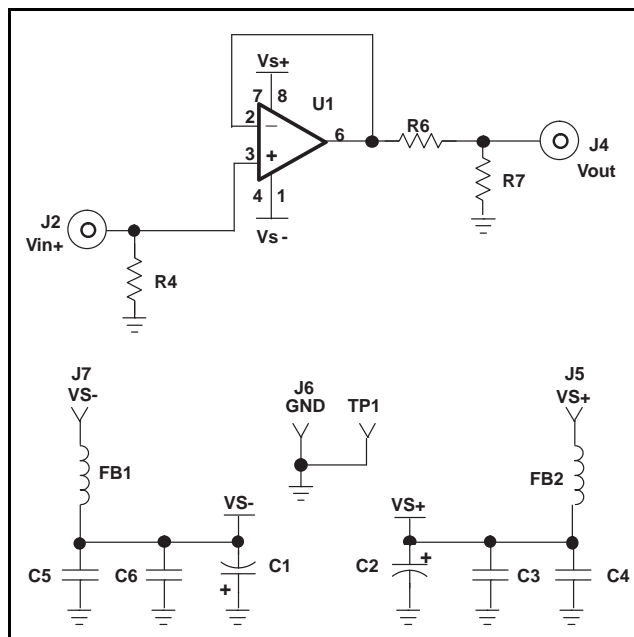 Vs+
7 8 U1
2 −
6
R6
J4
Vout
3 +
R7
4 1
J2
Vin+
Vs-
R4
J7
VS-
J6
GND
TP1
J5
VS+
FB1
FB2
VS-
VS+
C5
C6
C1
+
C2
+
C3
C4